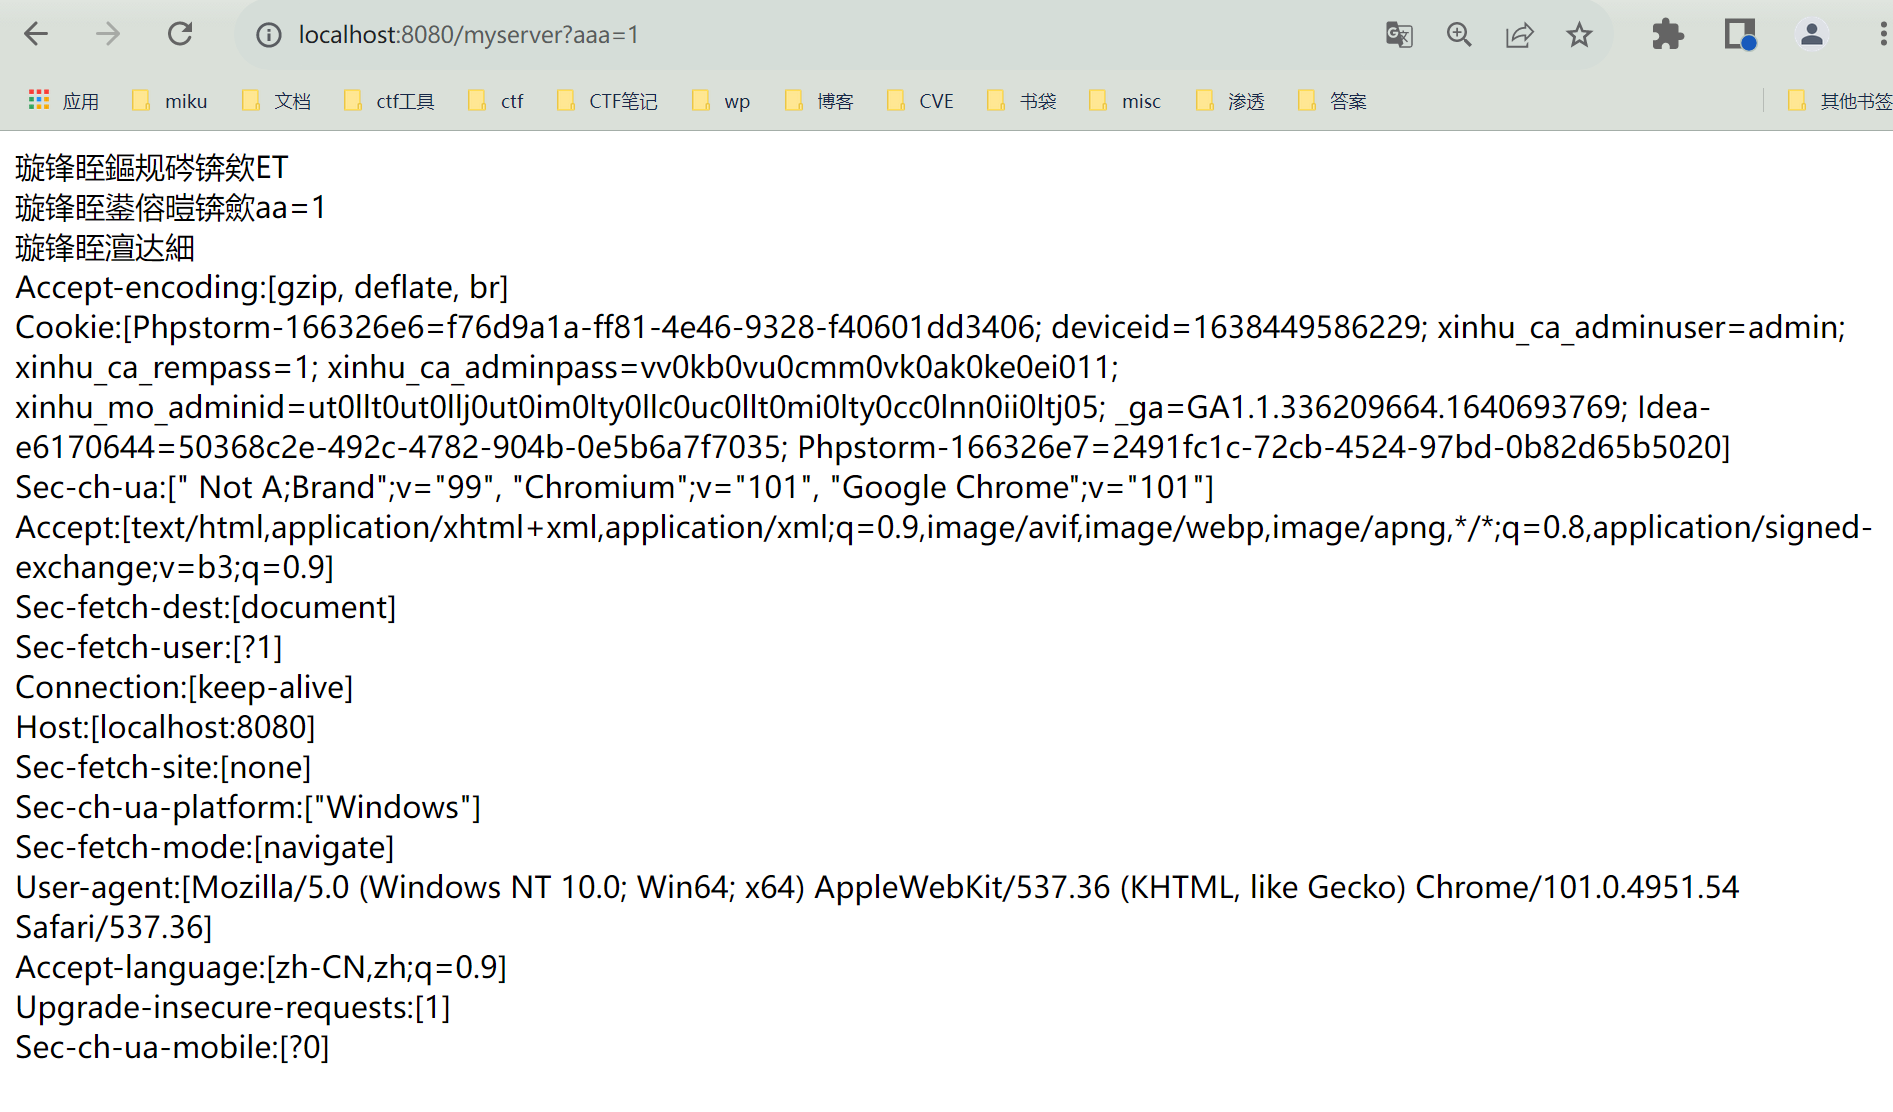 localhost:8080/myserver?aaa=1
应用 miku 文档 ctf工具 ctf CTF笔记 wp 博客 CVE 书袋 misc 渗透 答案 其他书签
璇锋眰鏂规硶锛欸ET
璇锋眰鍙傛暟锛歛aa=1
璇锋眰澶达細
Accept-encoding:[gzip, deflate, br]
Cookie:[Phpstorm-166326e6=f76d9a1a-ff81-4e46-9328-f40601dd3406; deviceid=1638449586229; xinhu_ca_adminuser=admin;
xinhu_ca_rempass=1; xinhu_ca_adminpass=vv0kb0vu0cmm0vk0ak0ke0ei011;
xinhu_mo_adminid=ut0llt0ut0llj0ut0im0lty0llc0uc0llt0mi0lty0cc0lnn0ii0ltj05; _ga=GA1.1.336209664.1640693769; Idea-
e6170644=50368c2e-492c-4782-904b-0e5b6a7f7035; Phpstorm-166326e7=2491fc1c-72cb-4524-97bd-0b82d65b5020]
Sec-ch-ua:[" Not A;Brand";v="99", "Chromium";v="101", "Google Chrome";v="101"]
Accept:[text/html,application/xhtml+xml,application/xml;q=0.9,image/avif,image/webp,image/apng,*/*;q=0.8,application/signed-
exchange;v=b3;q=0.9]
Sec-fetch-dest:[document]
Sec-fetch-user:[?1]
Connection:[keep-alive]
Host:[localhost:8080]
Sec-fetch-site:[none]
Sec-ch-ua-platform:["Windows"]
Sec-fetch-mode:[navigate]
User-agent:[Mozilla/5.0 (Windows NT 10.0; Win64; x64) AppleWebKit/537.36 (KHTML, like Gecko) Chrome/101.0.4951.54
Safari/537.36]
Accept-language:[zh-CN,zh;q=0.9]
Upgrade-insecure-requests:[1]
Sec-ch-ua-mobile:[?0]